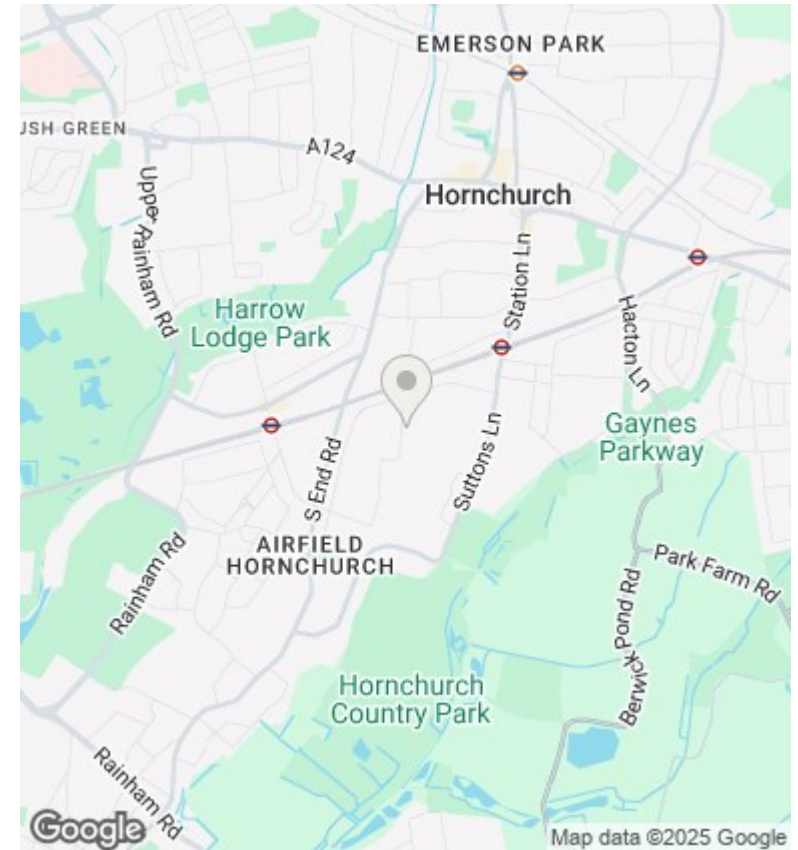 EMERSON PARK
USH GREEN
A124
Upper Rainham Rd
Hornchurch
Station Ln
Harrow
Lodge Park
Hacton Ln
Gaynes
Parkway
S End Rd
Suttons Ln
AIRFIELD
HORNCHURCH
Rainham Rd
Park Farm Rd
Berwick Pond Rd
Hornchurch
Country Park
Rainham Rd
Google
Map data ©2025 Google